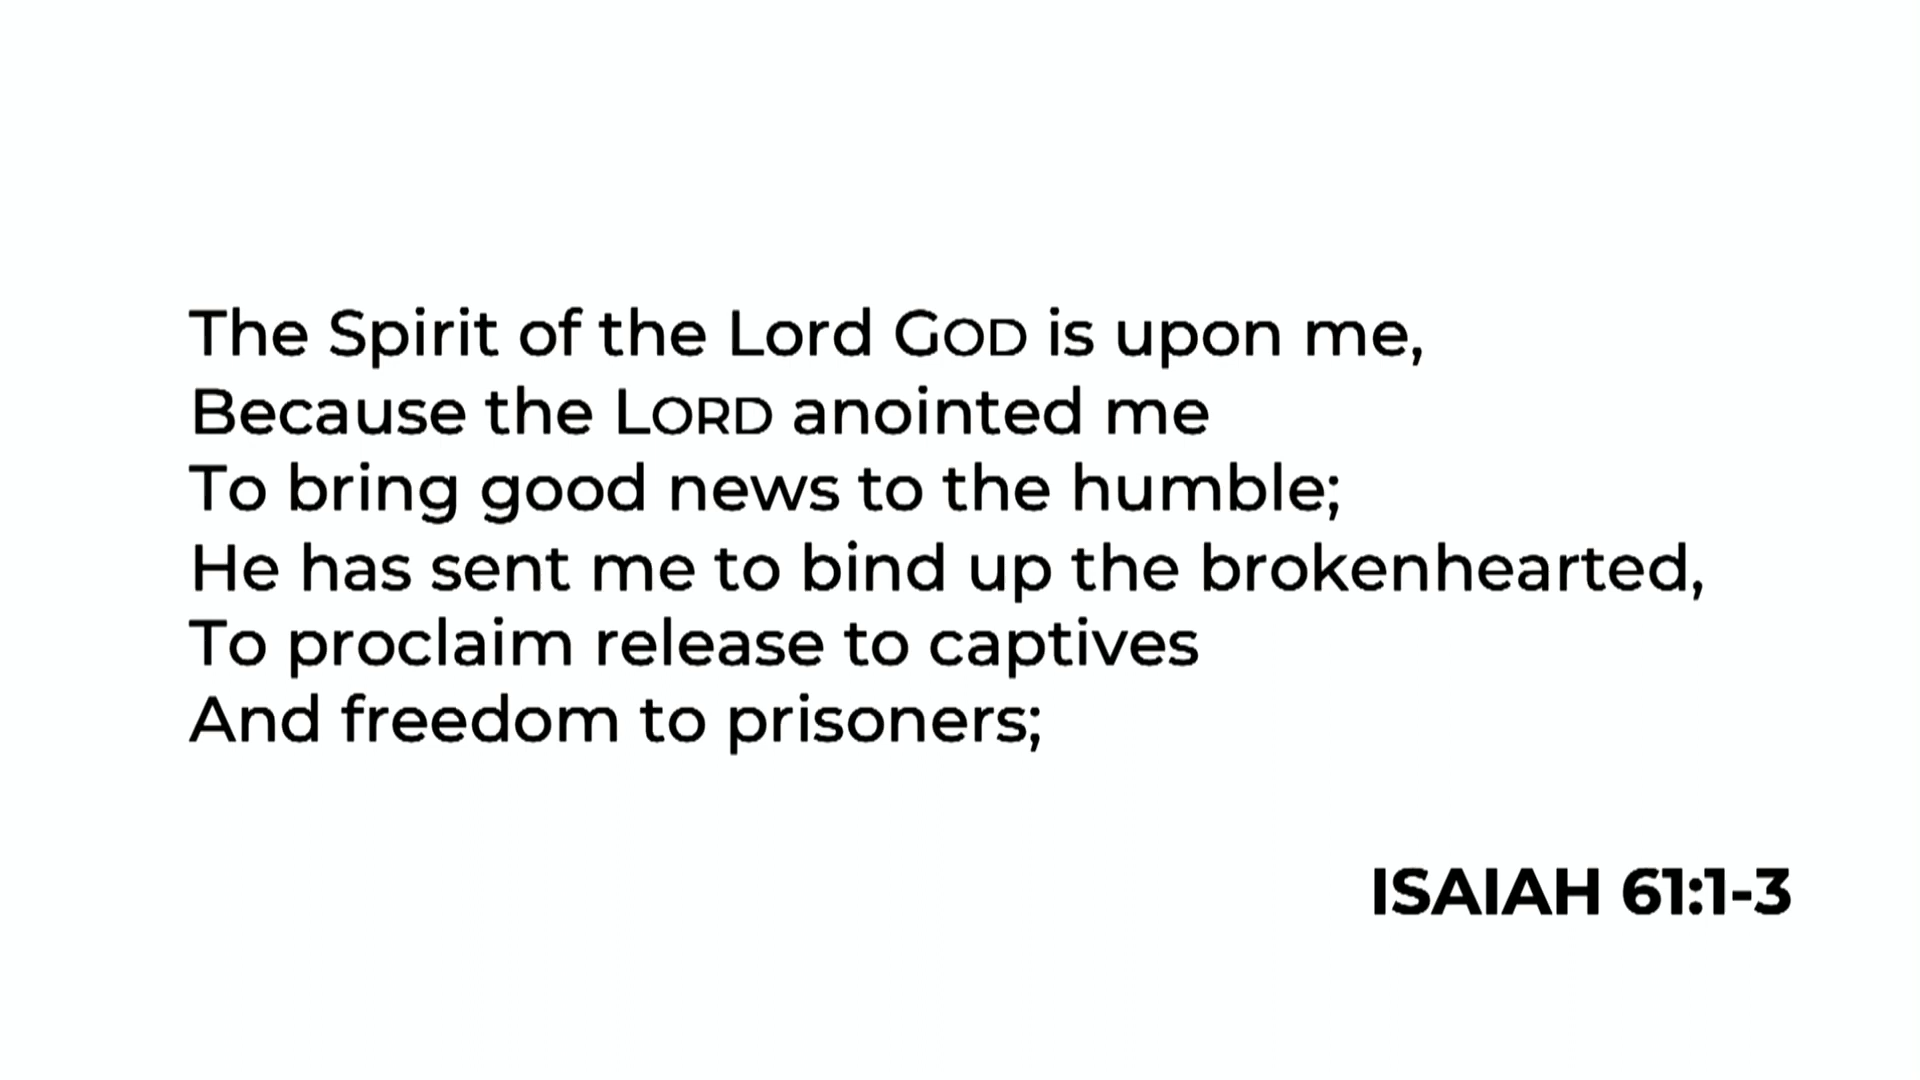 The Spirit of the Lord GOD is upon me,
Because the LORD anointed me
To bring good news to the humble;
He has sent me to bind up the brokenhearted,
To proclaim release to captives
And freedom to prisoners;
ISAIAH 61:1-3